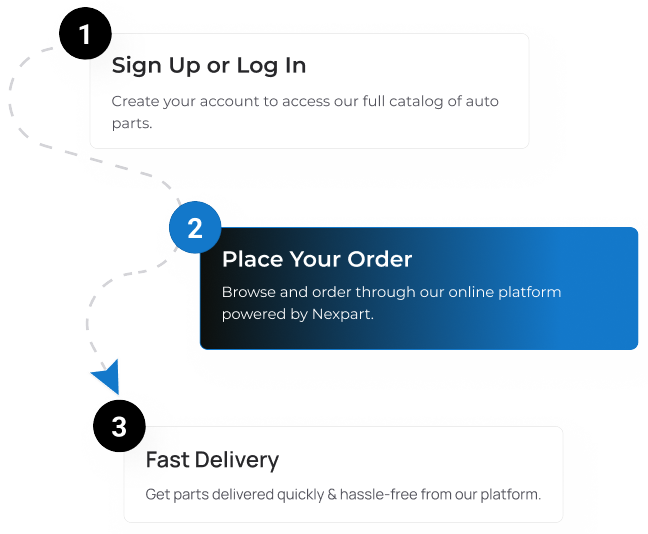 1
Sign Up or Log In
Create your account to access our full catalog of auto
parts.
2
Place Your Order
Browse and order through our online platform
powered by Nexpart.
3
Fast Delivery
Get parts delivered quickly & hassle-free from our platform.